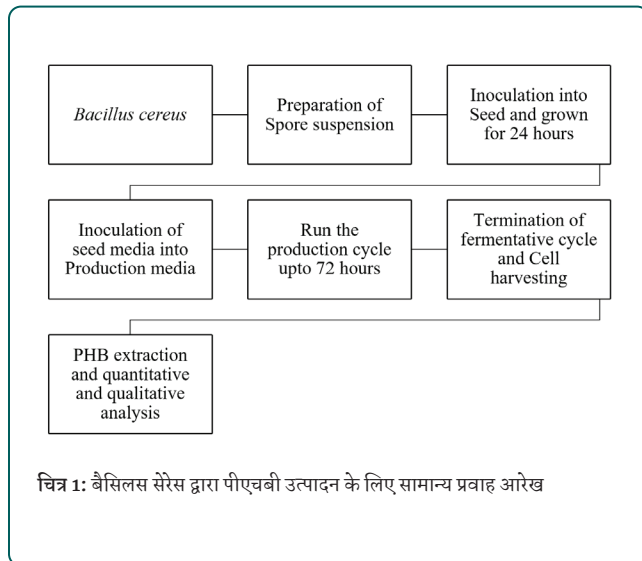 Bacillus cereus
Preparation of
Spore suspension
Inoculation into
Seed and grown
for 24 hours
Inoculation of
seed media into
Production media
Run the
production cycle
upto 72 hours
Termination of
fermentative cycle
and Cell
harvesting
PHB extraction
and quantitative
and qualitative
analysis
चित्र 1: बैसिलस सेरेस द्वारा पीएचबी उत्पादन के लिए सामान्य प्रवाह आरेख